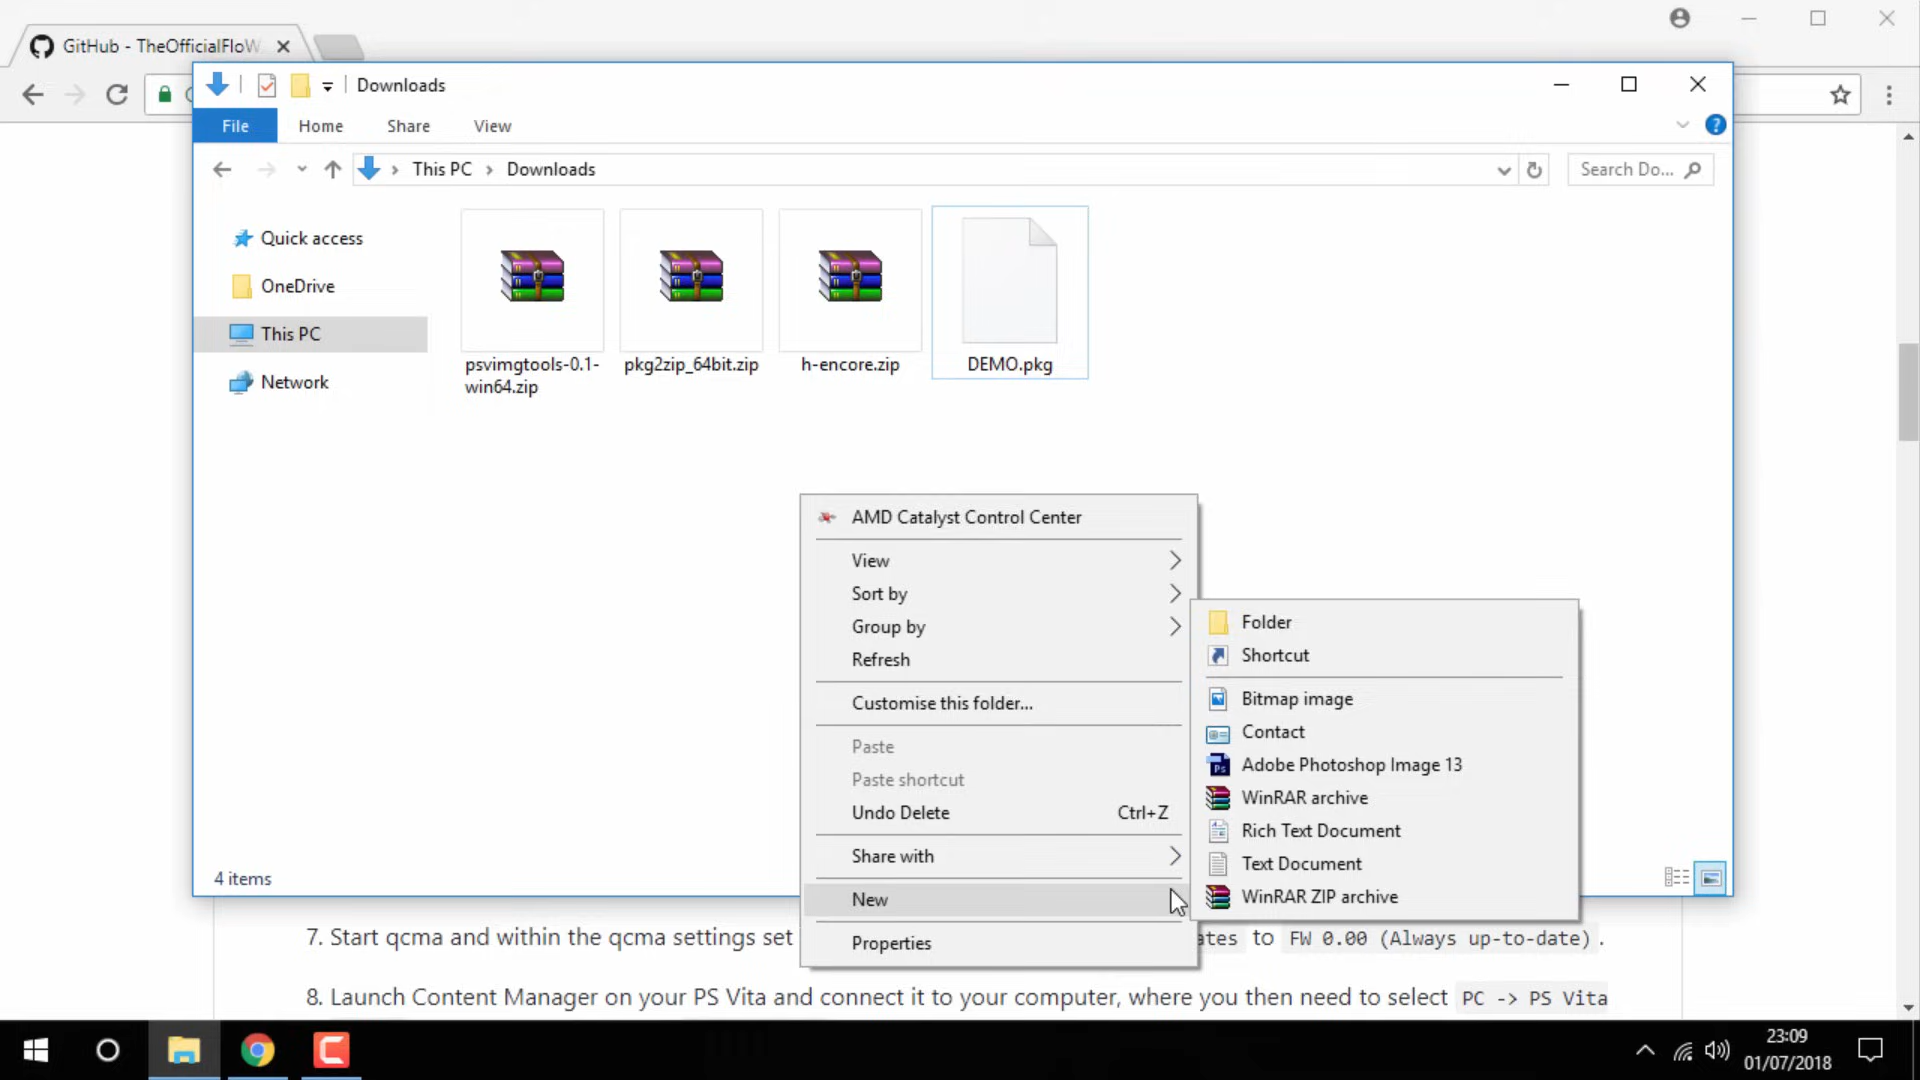 GitHub - TheOfficialFloW
Downloads
File
Home
Share
View
This PC
Downloads
Search Do...
Quick access
OneDrive
This PC
Network
psvimgtools-0.1-
win64.zip
pkg2zip_64bit.zip
h-encore.zip
DEMO.pkg
AMD Catalyst Control Center
View
Sort by
Group by
Refresh
Customise this folder...
Paste
Paste shortcut
Undo Delete Ctrl+Z
Share with
New
Properties
Folder
Shortcut
Bitmap image
Contact
Adobe Photoshop Image 13
WinRAR archive
Rich Text Document
Text Document
WinRAR ZIP archive
4 items
7. Start qcma and within the qcma settings set ates to FW 0.00 (Always up-to-date) .
8. Launch Content Manager on your PS Vita and connect it to your computer, where you then need to select PC -> PS Vita
23:09
01/07/2018